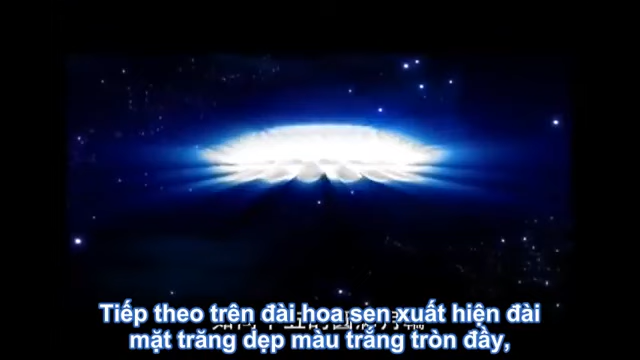 Tiếp theo trên đài hoa sen xuất hiện đài
mặt trăng dẹp màu trắng tròn đầy,